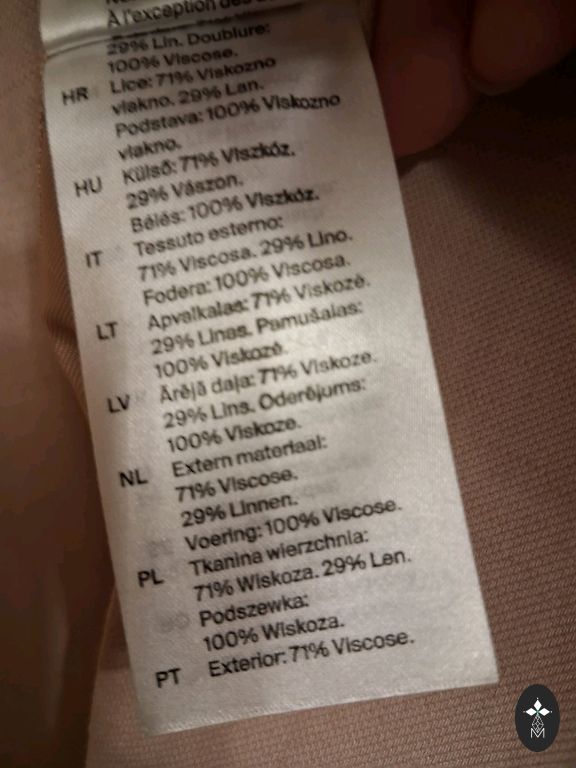 À l'exception des
29% Lin. Doublure:
100% Viscose.
HR Lice: 71% Viskozno
vlakno. 29% Lan.
Podstava: 100% Viskozno
vlakno.
HU Külső: 71% Viszkóz.
29% Vászon.
Bélés: 100% Viszkóz.
IT Tessuto esterno:
71% Viscosa. 29% Lino.
Fodera: 100% Viscosa.
LT Apvalkalas: 71% Viskozė.
29% Linas. Pamušalas:
100% Viskozė.
LV Ārējā daļa: 71% Viskoze.
29% Lins. Oderējums:
100% Viskoze.
NL Extern materiaal:
71% Viscose.
29% Linnen.
Voering: 100% Viscose.
PL Tkanina wierzchnia:
71% Wiskoza. 29% Len.
Podszewka:
100% Wiskoza.
PT Exterior: 71% Viscose.
M